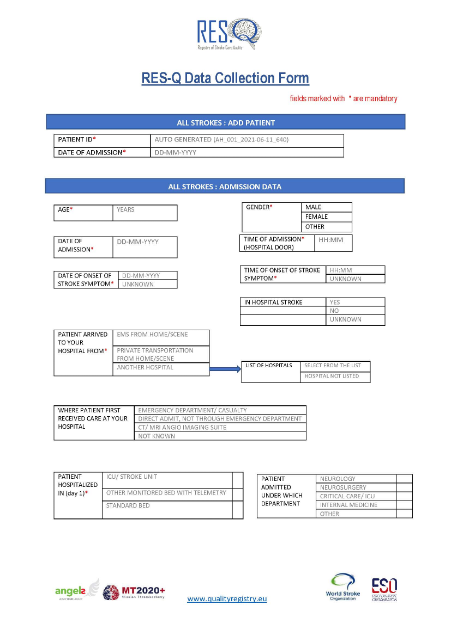 RES.Q
Registry of Stroke Care Quality
RES-Q Data Collection Form
fields marked with * are mandatory
ALL STROKES : ADD PATIENT
PATIENT ID* AUTO GENERATED (AH_001_2021-06-11_640)
DATE OF ADMISSION* DD-MM-YYYY
ALL STROKES : ADMISSION DATA
AGE* YEARS
GENDER* MALE
FEMALE
OTHER
DATE OF ADMISSION* DD-MM-YYYY
TIME OF ADMISSION* (HOSPITAL DOOR) HH:MM
DATE OF ONSET OF STROKE SYMPTOM* DD-MM-YYYY
UNKNOWN
TIME OF ONSET OF STROKE SYMPTOM* HH:MM
UNKNOWN
IN HOSPITAL STROKE YES
NO
UNKNOWN
PATIENT ARRIVED TO YOUR HOSPITAL FROM* EMS FROM HOME/SCENE
PRIVATE TRANSPORTATION FROM HOME/SCENE
ANOTHER HOSPITAL
LIST OF HOSPITALS SELECT FROM THE LIST
HOSPITAL NOT LISTED
WHERE PATIENT FIRST RECEIVED CARE AT YOUR HOSPITAL EMERGENCY DEPARTMENT/ CASUALTY
DIRECT ADMIT, NOT THROUGH EMERGENCY DEPARTMENT
CT/ MRI ANGIO IMAGING SUITE
NOT KNOWN
PATIENT HOSPITALIZED IN (day 1)* ICU/ STROKE UNIT
OTHER MONITORED BED WITH TELEMETRY
STANDARD BED
PATIENT ADMITTED UNDER WHICH DEPARTMENT NEUROLOGY
NEUROSURGERY
CRITICAL CARE/ ICU
INTERNAL MEDICINE
OTHER
angels
MT2020+
www.qualityregistry.eu
World Stroke
Organization
ESO